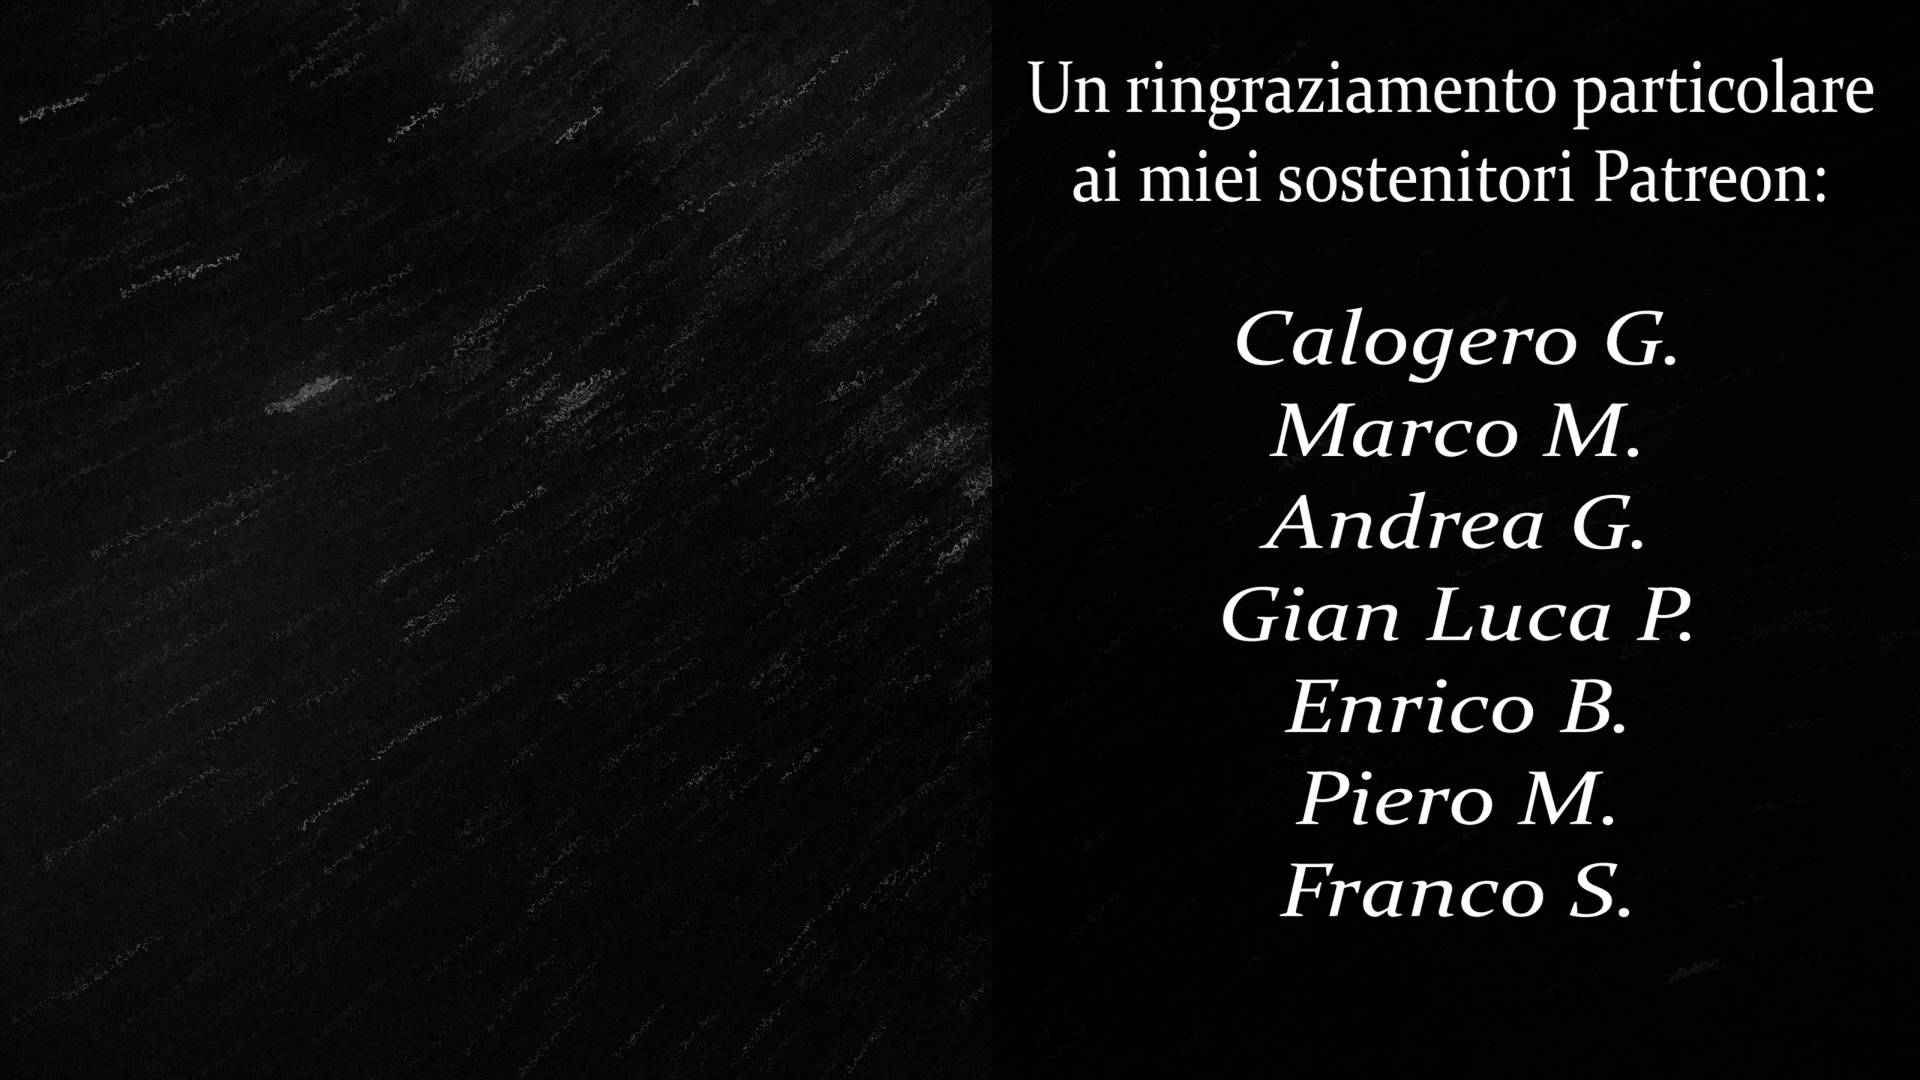 Un ringraziamento particolare
ai miei sostenitori Patreon:
Calogero G.
Marco M.
Andrea G.
Gian Luca P.
Enrico B.
Piero M.
Franco S.